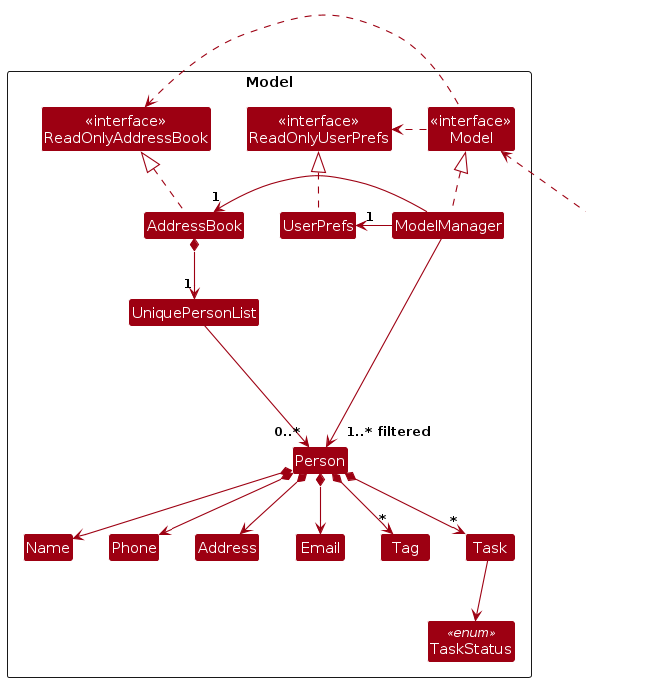 Model
«interface»
ReadOnlyAddressBook
«interface»
ReadOnlyUserPrefs
«interface»
Model
1
1
AddressBook
UserPrefs
ModelManager
1
UniquePersonList
0..*
1..* filtered
Person
*
*
Name
Phone
Address
Email
Tag
Task
«enum»
TaskStatus